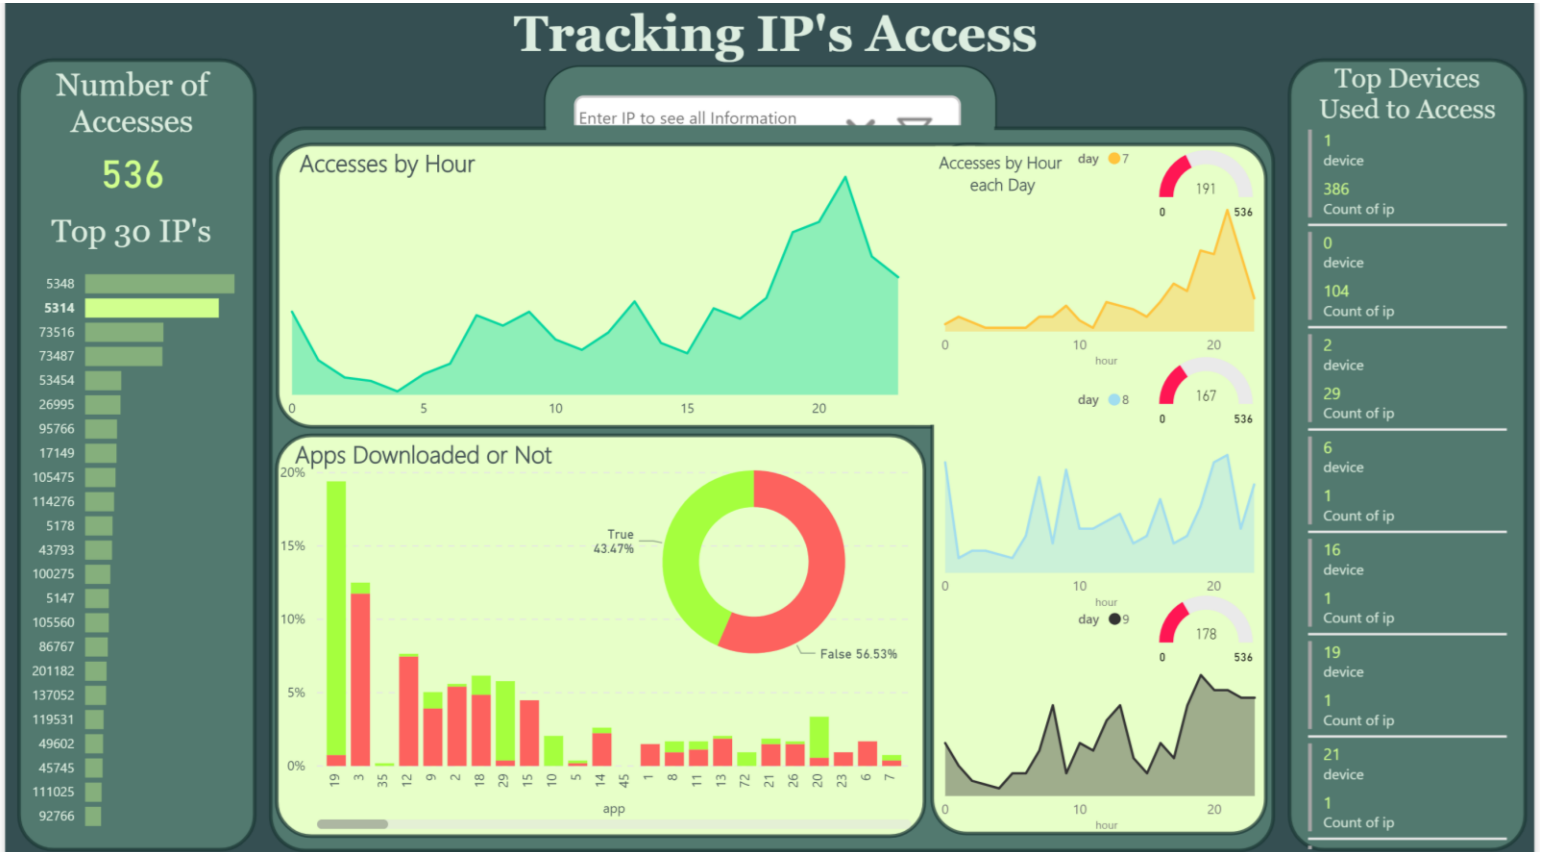 Tracking IP's Access
Number of
Accesses
536
Top 30 IP's
5348
5314
73516
73487
53454
26995
95766
17149
105475
114276
5178
43793
100275
5147
105560
86767
201182
137052
119531
49602
45745
111025
92766
Enter IP to see all Information
Accesses by Hour
0 5 10 15 20
Apps Downloaded or Not
20%
15%
10%
5%
0%
True
43.47%
False 56.53%
19 3 35 12 9 2 18 29 15 10 5 14 45 1 8 11 13 72 21 26 20 23 6 7
app
Accesses by Hour
each Day
day 7
191
0 536
0 10 20
hour
day 8
167
0 536
0 10 20
hour
day 9
178
0 536
0 10 20
hour
Top Devices
Used to Access
1
device
386
Count of ip
0
device
104
Count of ip
2
device
29
Count of ip
6
device
1
Count of ip
16
device
1
Count of ip
19
device
1
Count of ip
21
device
1
Count of ip